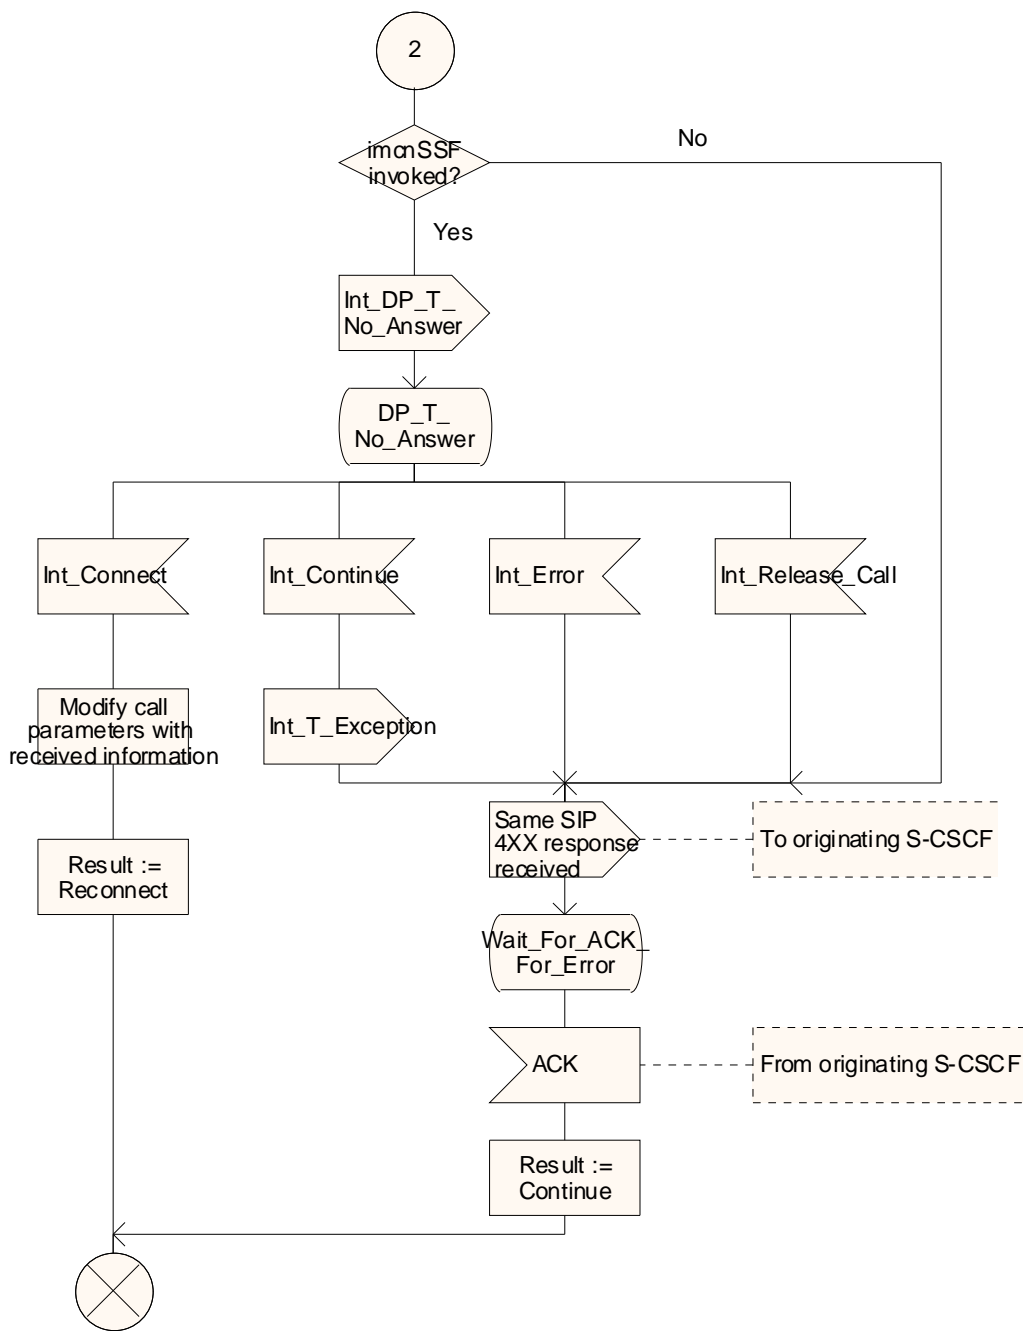 2
imcnSSF
invoked?
No
Yes
Int_DP_T_
No_Answer
DP_T_
No_Answer
Int_Connect
Int_Continue
Int_Error
Int_Release_Call
Modify call
parameters with
received information
Int_T_Exception
Same SIP
4XX response
received
To originating S-CSCF
Result :=
Reconnect
Wait_For_ACK_
For_Error
ACK
From originating S-CSCF
Result :=
Continue